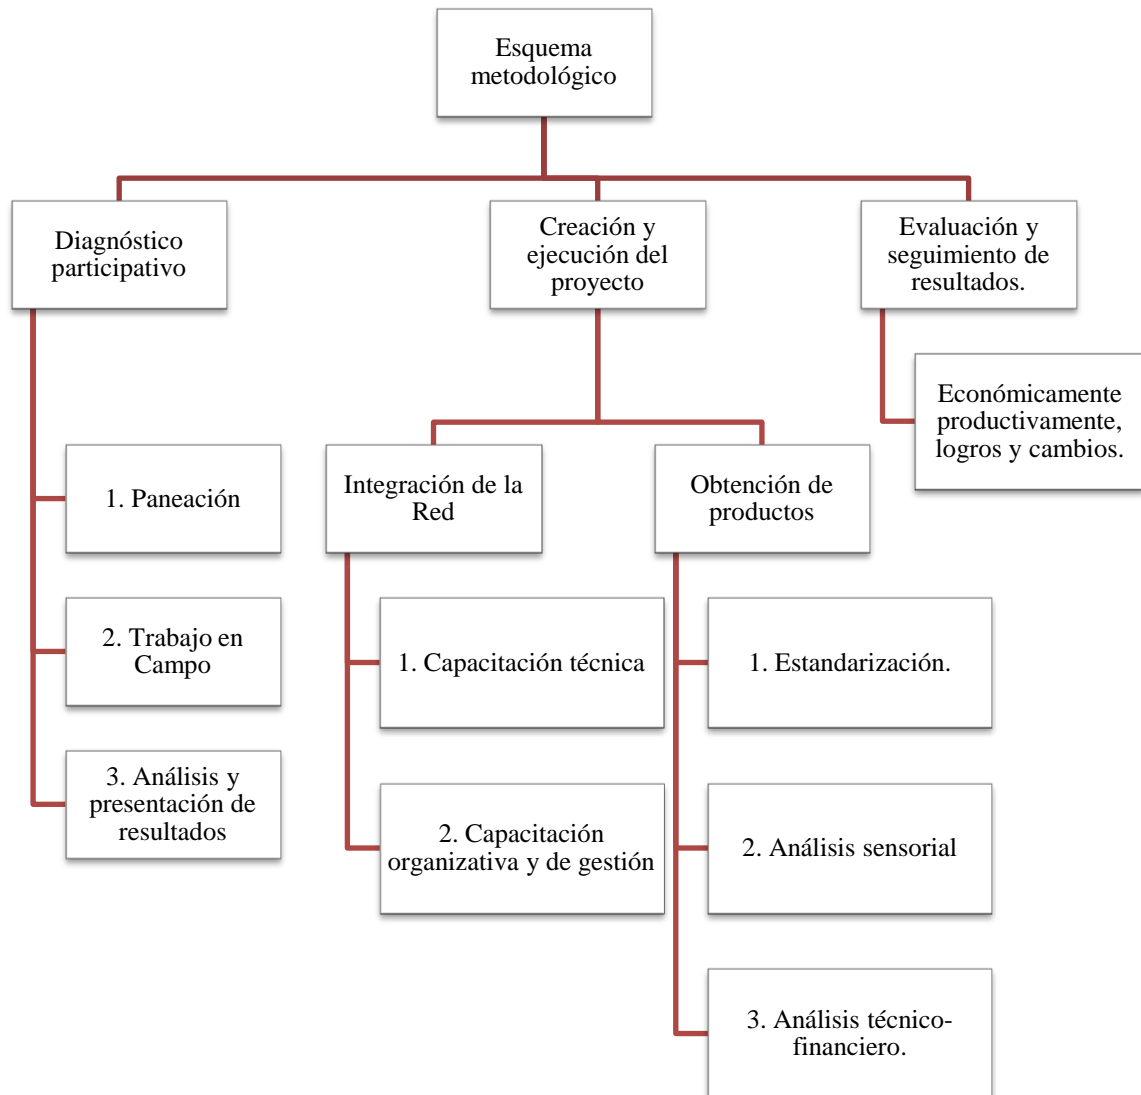 Esquema
metodológico
Diagnóstico
participativo
Creación y
ejecución del
proyecto
Evaluación y
seguimiento de
resultados.
Económicamente
productivamente,
logros y cambios.
1. Paneación
2. Trabajo en
Campo
3. Análisis y
presentación de
resultados
Integración de la
Red
1. Capacitación técnica
2. Capacitación
organizativa y de gestión
Obtención de
productos
1. Estandarización.
2. Análisis sensorial
3. Análisis técnico-
financiero.